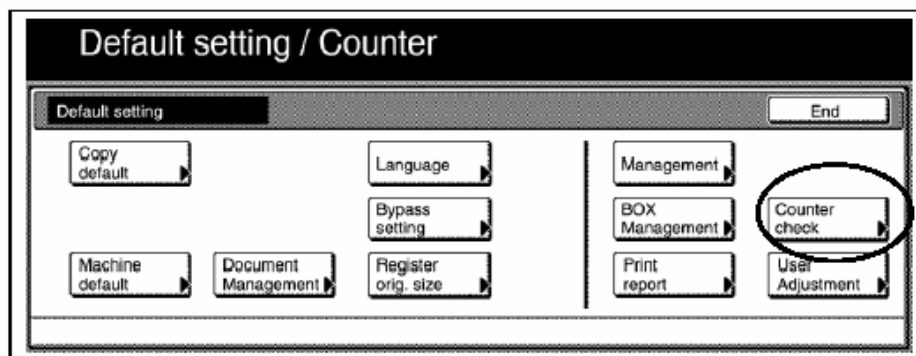 Default setting / Counter
Default setting
End
Copy
default
Language
Management
Bypass
setting
BOX
Management
Counter
check
Machine
default
Document
Management
Register
orig. size
Print
report
User
Adjustment